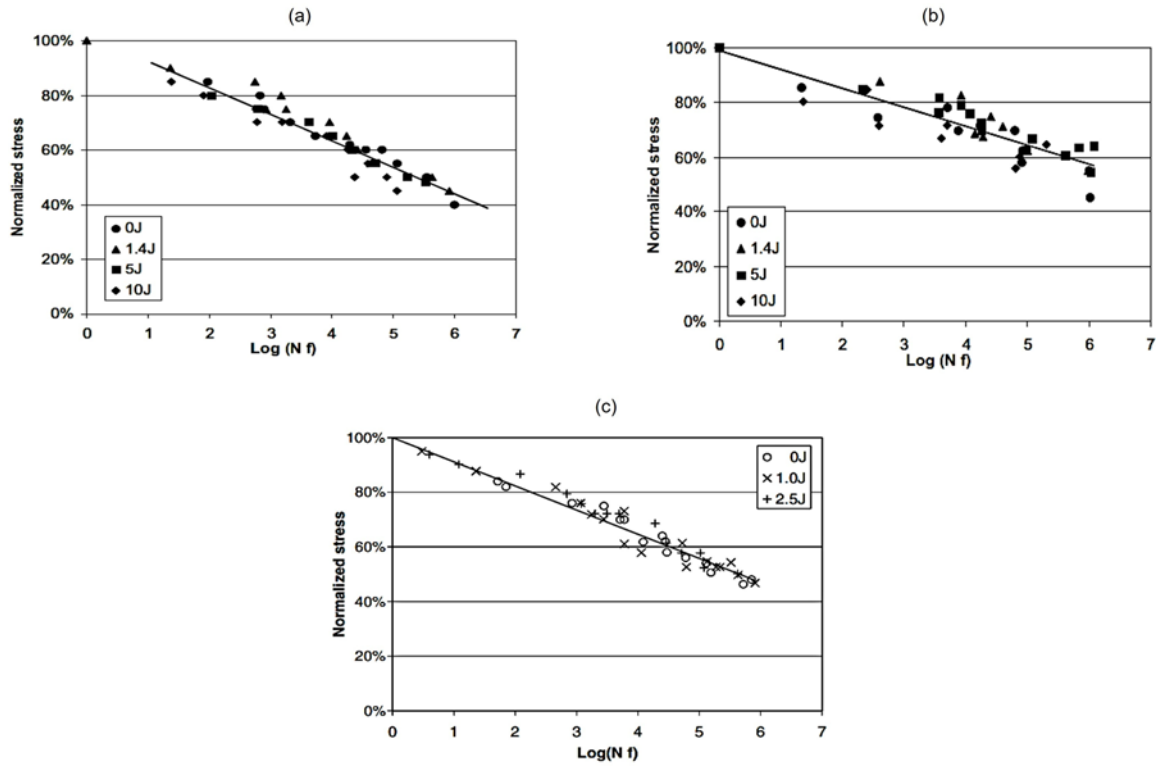 (a)
100%
80%
60%
40%
20%
0%
Normalized stress
0J
1.4J
5J
10J
0 1 2 3 4 5 6 7
Log (N f)
(b)
100%
80%
60%
40%
20%
0%
Normalized stress
0J
1.4J
5J
10J
0 1 2 3 4 5 6 7
Log (N f)
(c)
100%
80%
60%
40%
20%
0%
Normalized stress
0J
1.0J
2.5J
0 1 2 3 4 5 6 7
Log(N f)